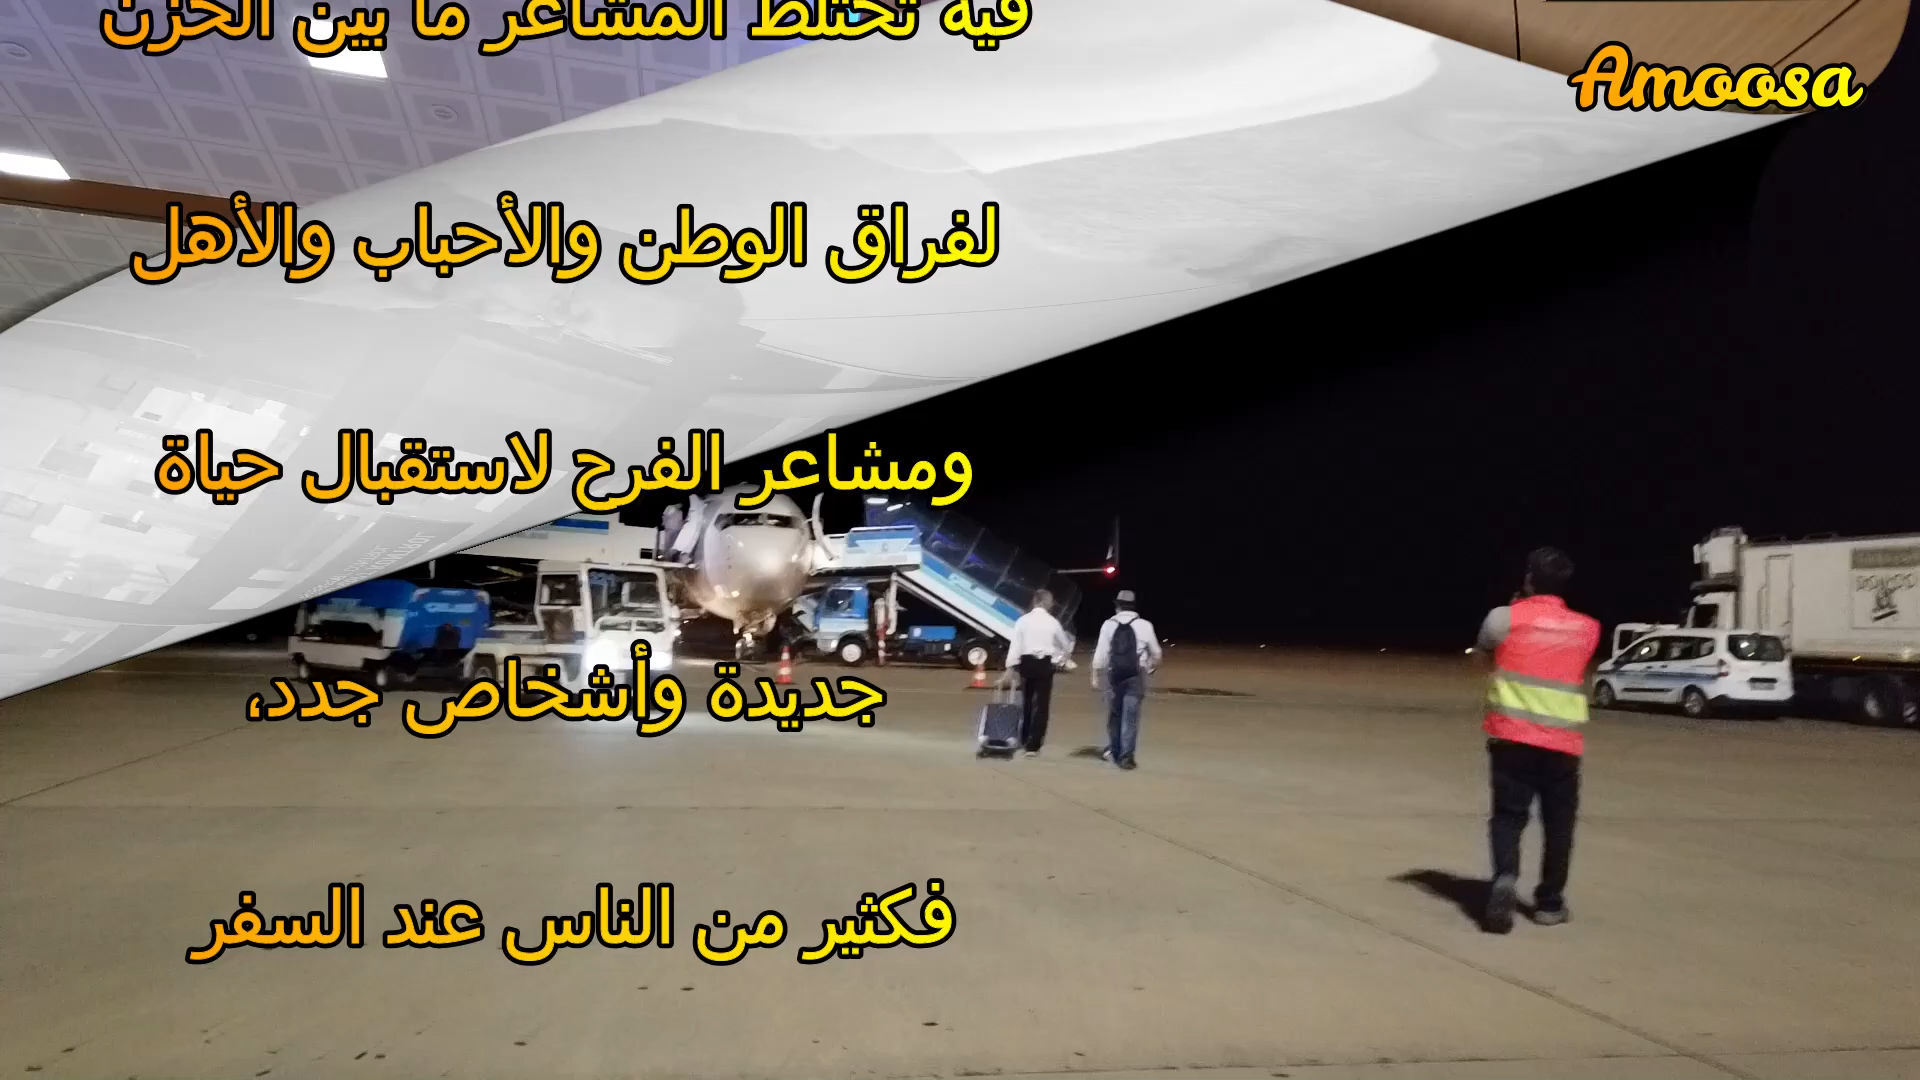 فيه تختلط المشاعر ما بين الحزن
Amoosa
لفراق الوطن والأحباب والأهل
ومشاعر الفرح لاستقبال حياة
جديدة وأشخاص جدد،
فكثير من الناس عند السفر